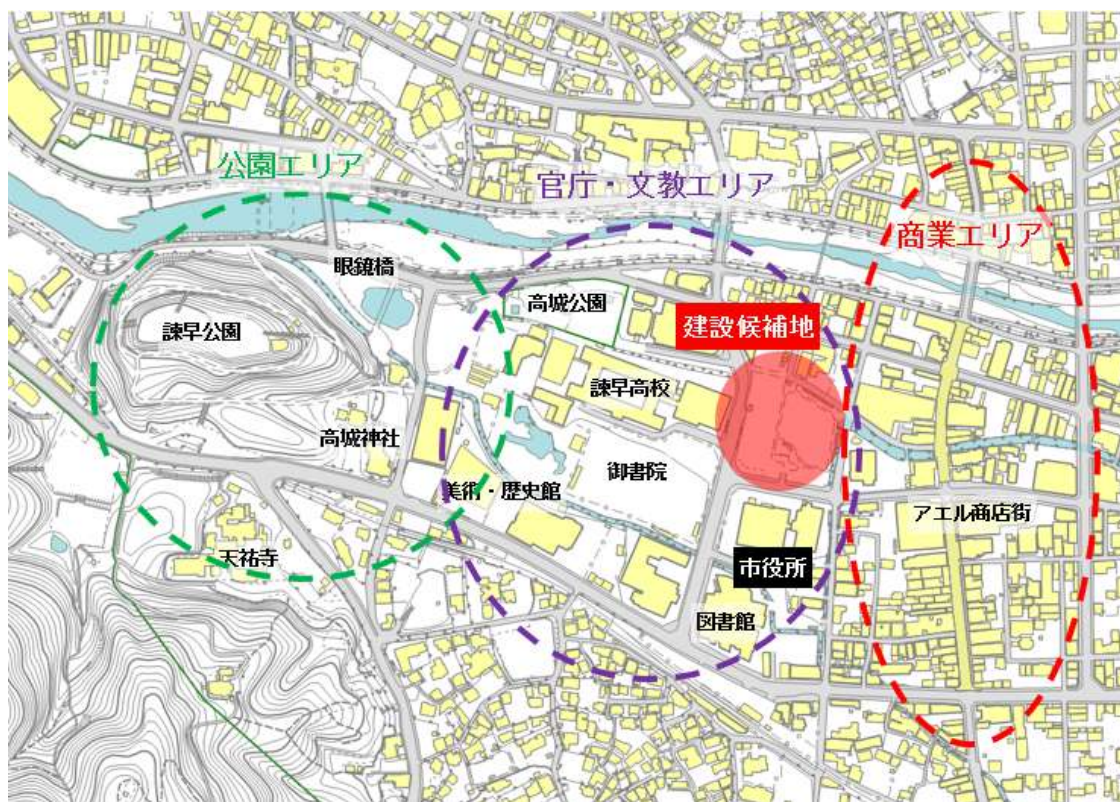 公園エリア
官庁・文教エリア
商業エリア
眼鏡橋
高城公園
諫早公園
建設候補地
諫早高校
高城神社
御書院
美術・歴史館
アエル商店街
天祐寺
市役所
図書館